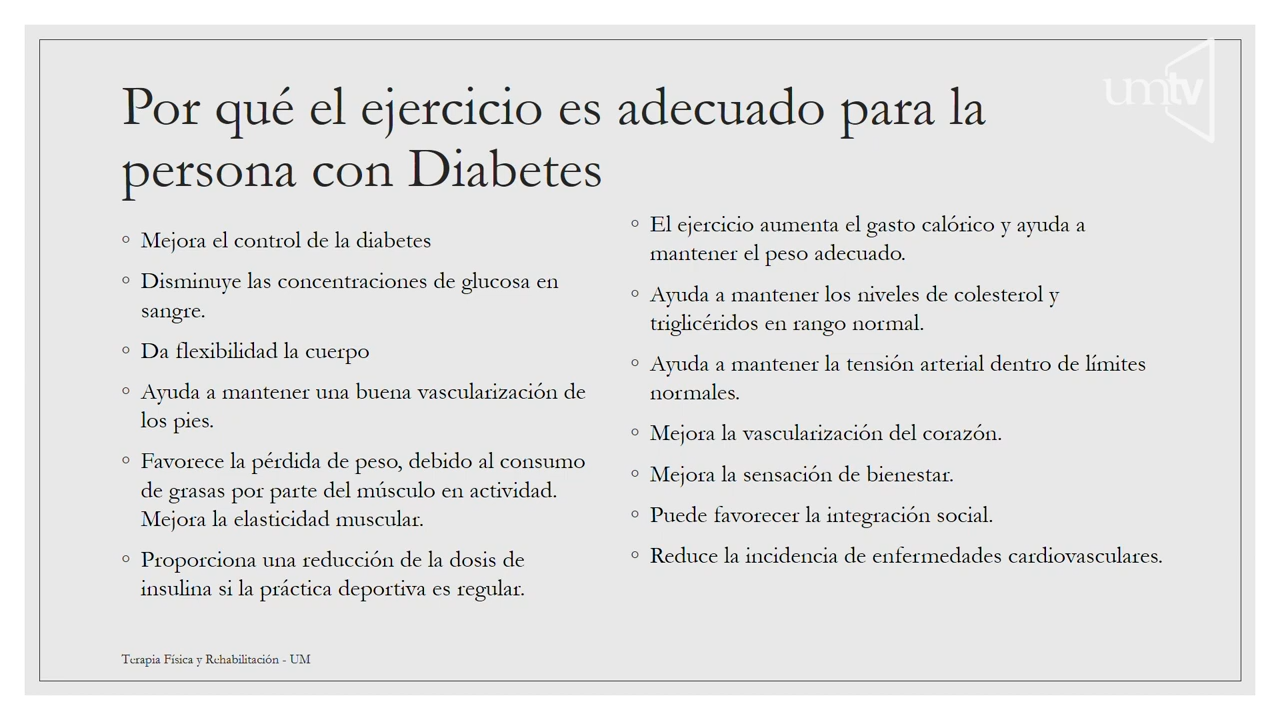 umtv
Por qué el ejercicio es adecuado para la
persona con Diabetes
◦ Mejora el control de la diabetes
◦ Disminuye las concentraciones de glucosa en
sangre.
◦ Da flexibilidad la cuerpo
◦ Ayuda a mantener una buena vascularización de
los pies.
◦ Favorece la pérdida de peso, debido al consumo
de grasas por parte del músculo en actividad.
Mejora la elasticidad muscular.
◦ Proporciona una reducción de la dosis de
insulina si la práctica deportiva es regular.
◦ El ejercicio aumenta el gasto calórico y ayuda a
mantener el peso adecuado.
◦ Ayuda a mantener los niveles de colesterol y
triglicéridos en rango normal.
◦ Ayuda a mantener la tensión arterial dentro de límites
normales.
◦ Mejora la vascularización del corazón.
◦ Mejora la sensación de bienestar.
◦ Puede favorecer la integración social.
◦ Reduce la incidencia de enfermedades cardiovasculares.
Terapia Física y Rehabilitación - UM